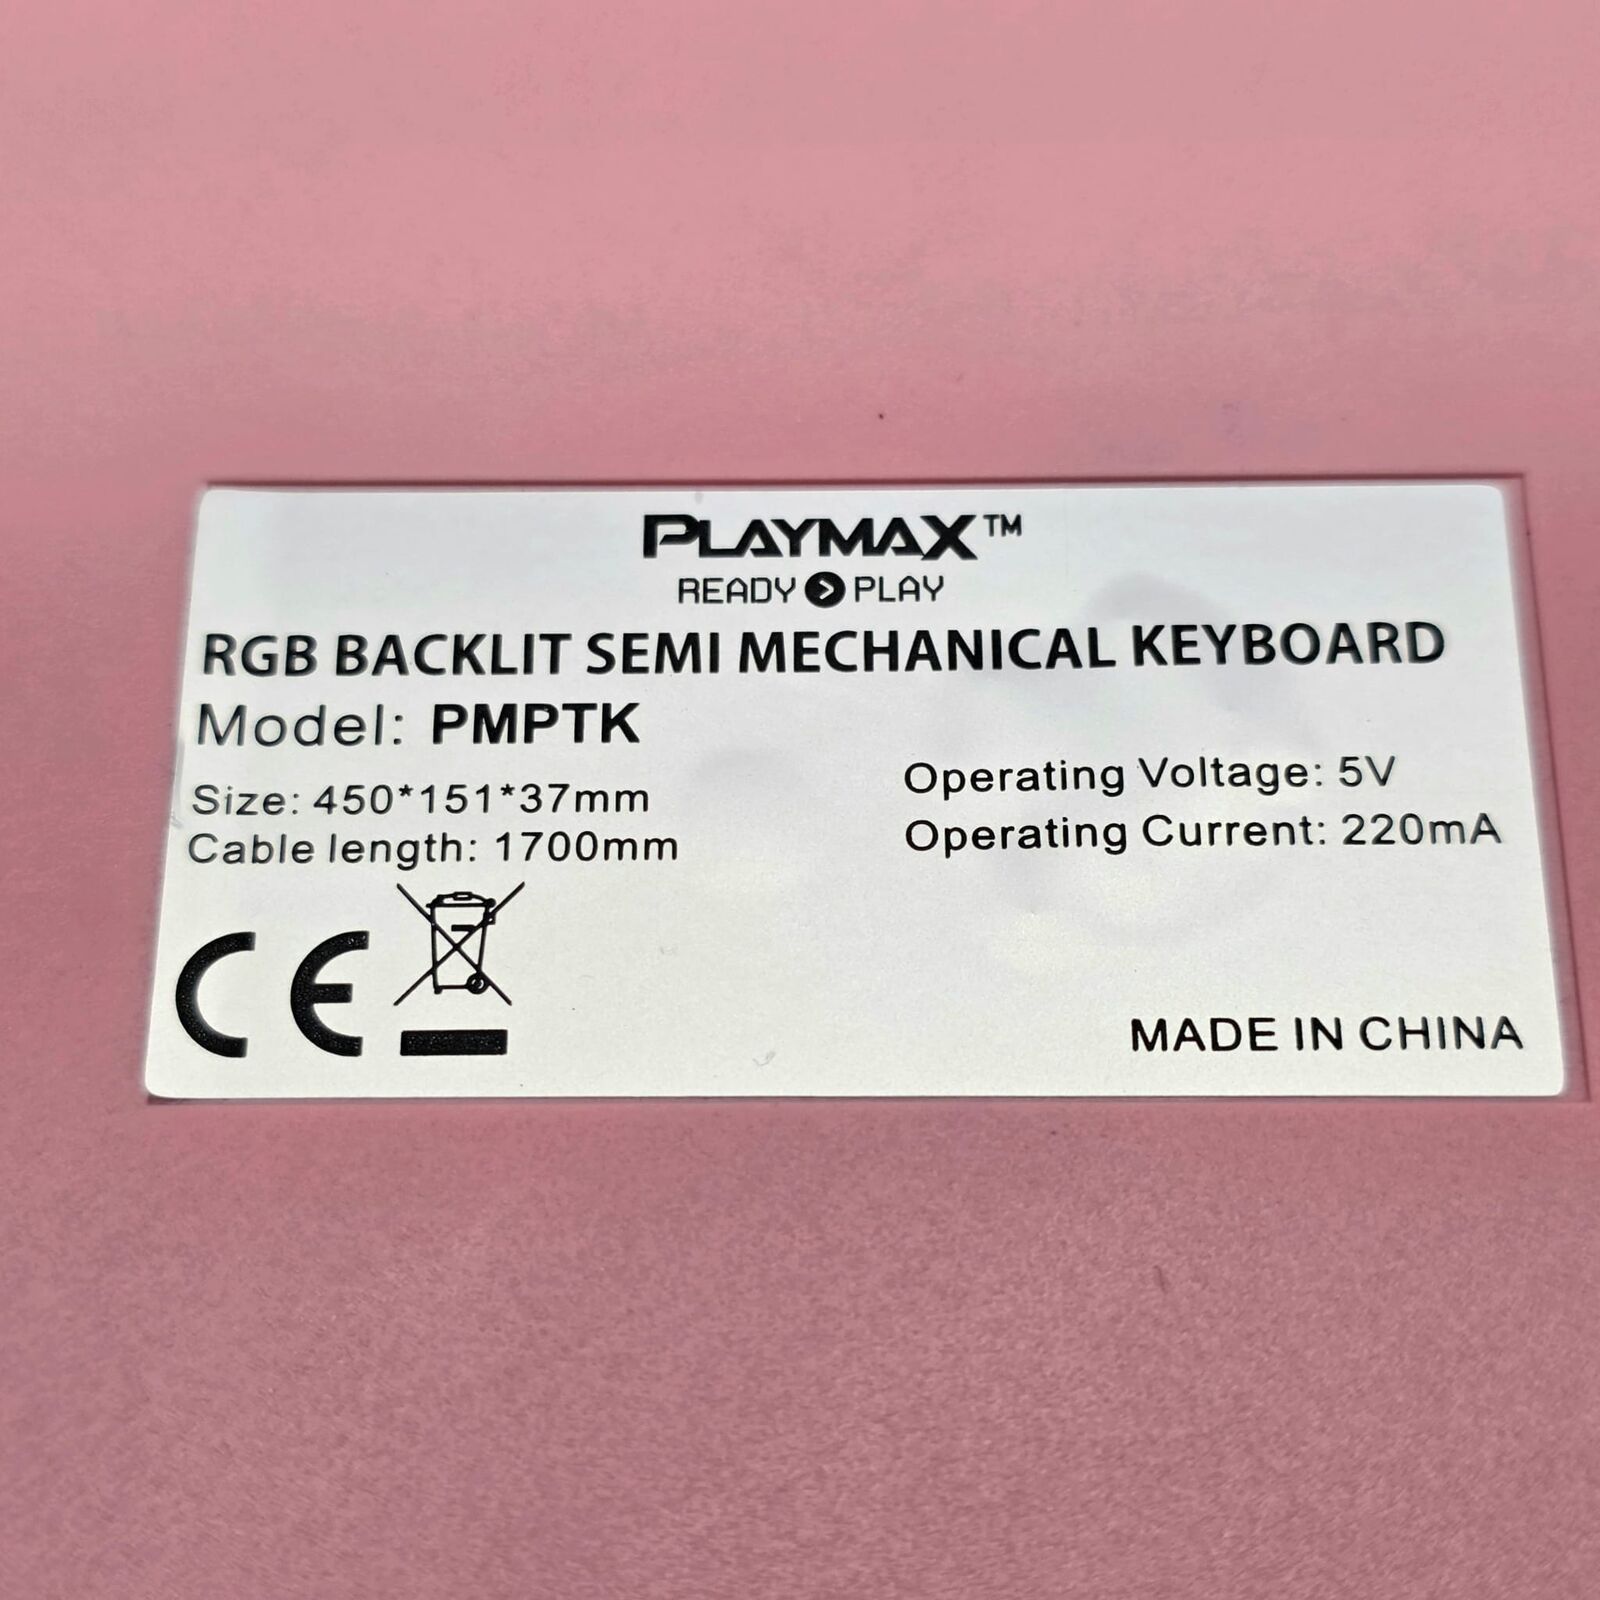 PLAYMAX™
READY > PLAY
RGB BACKLIT SEMI MECHANICAL KEYBOARD
Model: PMPTK
Size: 450*151*37mm
Cable length: 1700mm
Operating Voltage: 5V
Operating Current: 220mA
CE
MADE IN CHINA